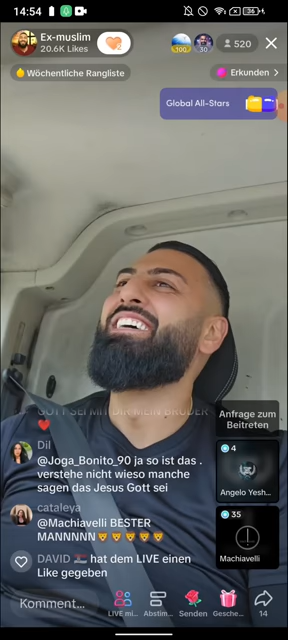 14:54
36
Ex-muslim
20.6K Likes
100
30
520
Wöchentliche Rangliste
Erkunden >
Global All-Stars
GOTT SEI MIT DIR MEIN BRUDER
❤️
Anfrage zum
Beitreten
Dil
@Joga_Bonito_90 ja so ist das .
verstehe nicht wieso manche
sagen das Jesus Gott sei
4
Angelo Yesh...
cataleya
@Machiavelli BESTER
MANNNNN🦁🦁🦁🦁🦁
35
Machiavelli
DAVID 🇷🇸 hat dem LIVE einen
Like gegeben
Komment...
LIVE mi...
Abstim...
Senden
Gesche...
14